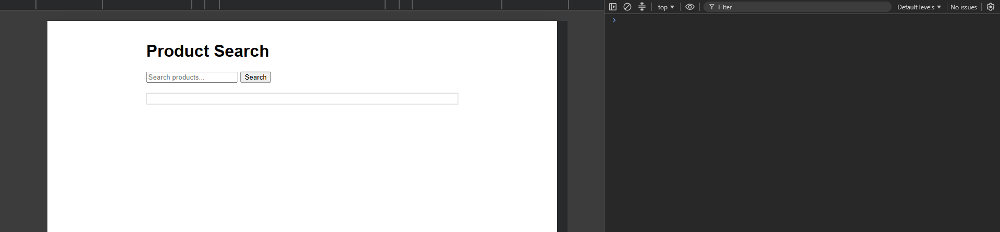 top Filter Default levels No issues
Product Search
Search products... Search